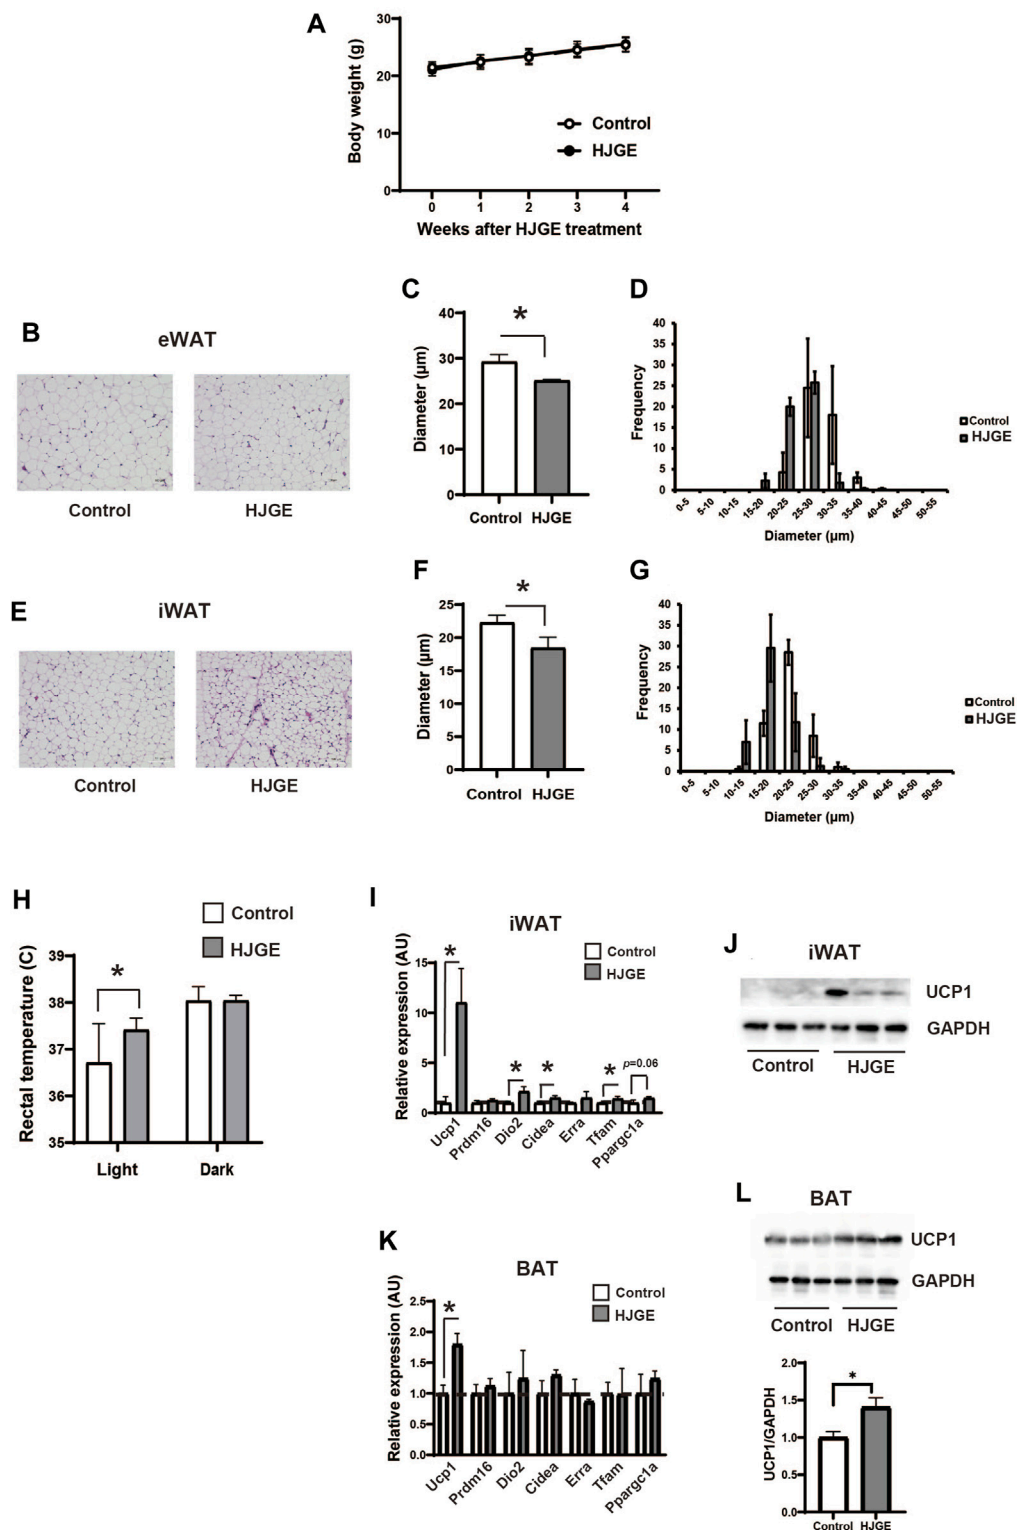 A
30
20
10
0
Body weight (g)
Control
HJGE
0 1 2 3 4
Weeks after HJGE treatment
B
eWAT
Control HJGE
C
40
30
20
10
0
Diameter (µm)
*
Control HJGE
D
40
35
30
25
20
15
10
5
0
Frequency
Control
HJGE
0-5 5-10 10-15 15-20 20-25 25-30 30-35 35-40 40-45 45-50 50-55
Diameter (µm)
E
iWAT
Control HJGE
F
25
20
15
10
5
0
Diameter (µm)
*
Control HJGE
G
40
35
30
25
20
15
10
5
0
Frequency
Control
HJGE
0-5 5-10 10-15 15-20 20-25 25-30 30-35 35-40 40-45 45-50 50-55
Diameter (µm)
H
Control
HJGE
39
38
37
36
35
Rectal temperature (C)
*
Light Dark
I
iWAT
Control
HJGE
15
10
5
0
Relative expression (AU)
* * * * p=0.06
Ucp1 Prdm16 Dio2 Cidea Erra Tfam Ppargc1a
J
iWAT
UCP1
GAPDH
Control HJGE
K
BAT
Control
HJGE
2.5
2.0
1.5
1.0
0.5
0.0
Relative expression (AU)
*
Ucp1 Prdm16 Dio2 Cidea Erra Tfam Ppargc1a
L
BAT
UCP1
GAPDH
Control HJGE
2.0
1.5
1.0
0.5
0.0
UCP1/GAPDH
*
Control HJGE